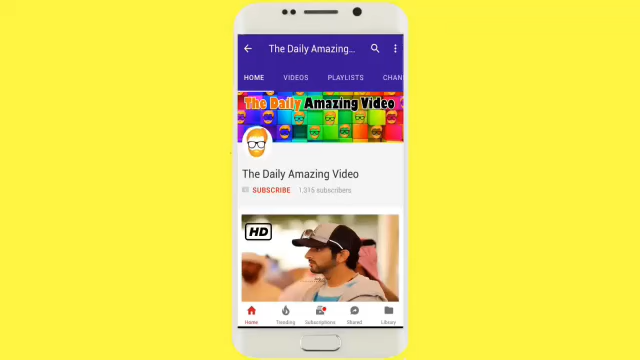 The Daily Amazing...
HOME VIDEOS PLAYLISTS CHAN
The Daily Amazing Video
The Daily Amazing Video
SUBSCRIBE 1,315 subscribers
HD
Home Trending Subscriptions Shared Library